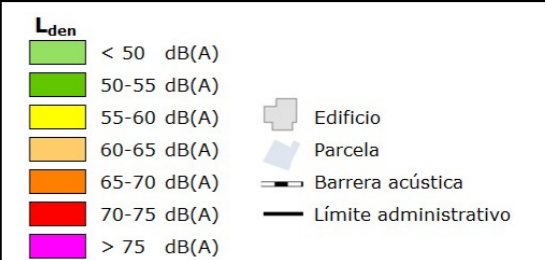 Lden
< 50 dB(A)
50-55 dB(A)
55-60 dB(A)
60-65 dB(A)
65-70 dB(A)
70-75 dB(A)
> 75 dB(A)
Edificio
Parcela
Barrera acústica
Límite administrativo